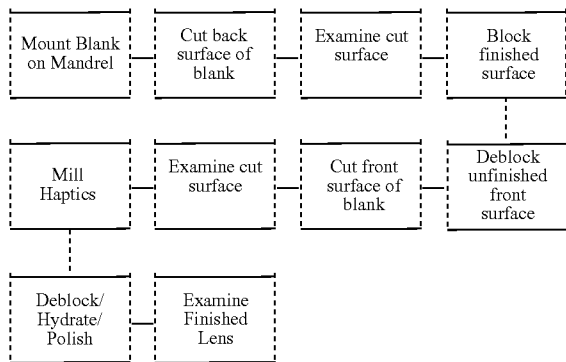 Mount Blank
on Mandrel
Cut back
surface of
blank
Examine cut
surface
Block
finished
surface
Mill
Haptics
Examine cut
surface
Cut front
surface of
blank
Deblock
unfinished
front
surface
Deblock/
Hydrate/
Polish
Examine
Finished
Lens